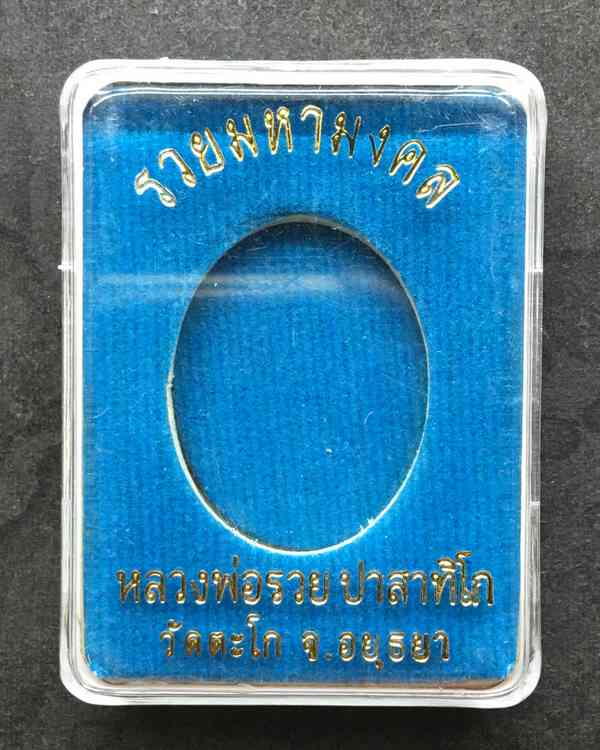 รวยมหามงคล
หลวงพ่อรวย ปาสาทิโก
วัดตะโก จ.อยุธยา